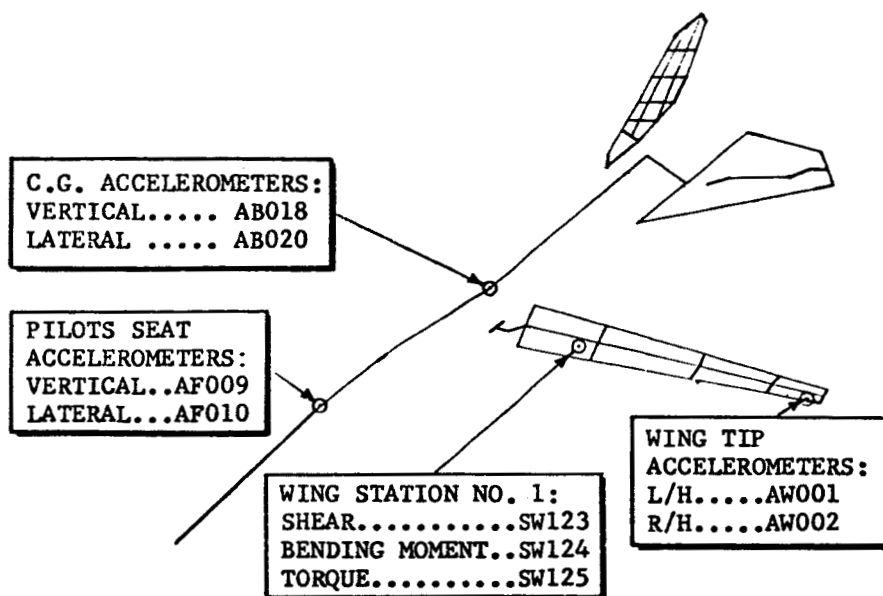 C.G. ACCELEROMETERS:
VERTICAL..... AB018
LATERAL ..... AB020
PILOTS SEAT
ACCELEROMETERS:
VERTICAL..AF009
LATERAL...AF010
WING STATION NO. 1:
SHEAR...........SW123
BENDING MOMENT..SW124
TORQUE..........SW125
WING TIP
ACCELEROMETERS:
L/H.....AW001
R/H.....AW002